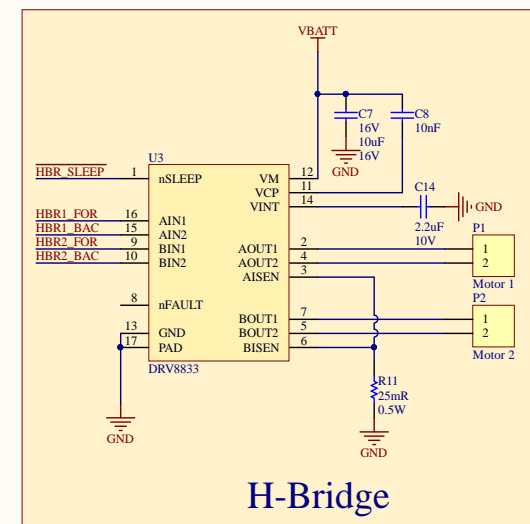 VBATT
C7
16V
10uF
16V
C8
10nF
GND
U3
HBR_SLEEP
1
nSLEEP
VM
12
VCP
11
VINT
14
C14
2.2uF
10V
GND
HBR1_FOR
16
AIN1
HBR1_BAC
15
AIN2
HBR2_FOR
9
BIN1
HBR2_BAC
10
BIN2
AOUT1
2
AOUT2
4
AISEN
3
P1
1
2
Motor 1
8
nFAULT
13
GND
17
PAD
BOUT1
7
BOUT2
5
BISEN
6
P2
1
2
Motor 2
DRV8833
R11
25mR
0.5W
GND
GND
H-Bridge